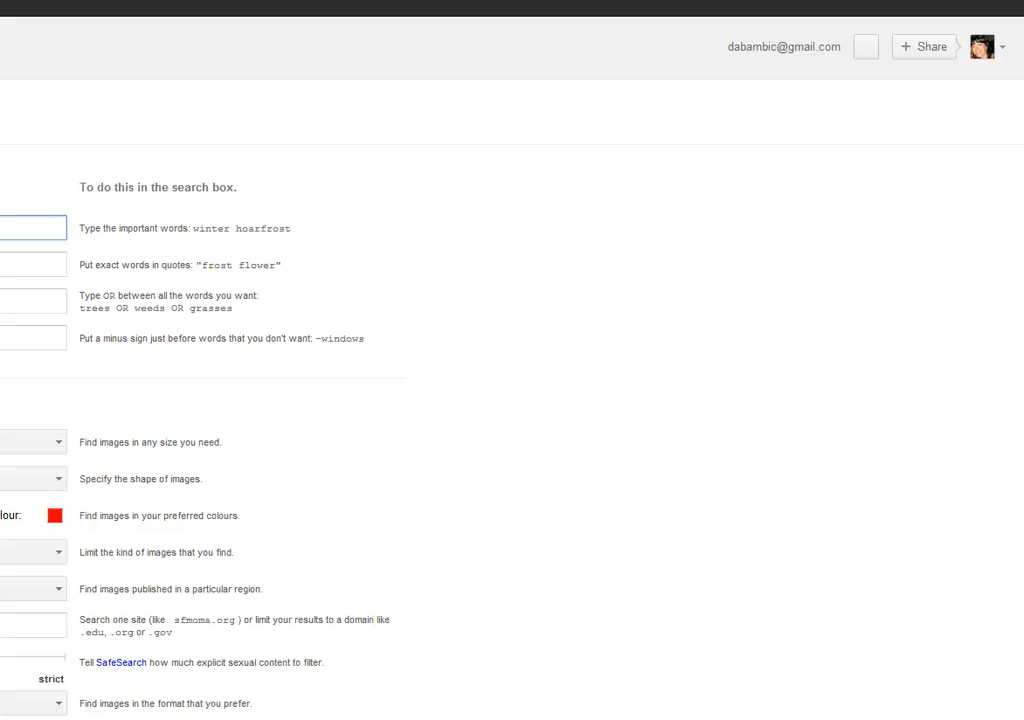 dabambic@gmail.com
+ Share
To do this in the search box.
Type the important words: winter hoarfrost
Put exact words in quotes: "frost flower"
Type OR between all the words you want:
trees OR weeds OR grasses
Put a minus sign just before words that you don't want: -windows
Find images in any size you need.
Specify the shape of images.
lour:
Find images in your preferred colours.
Limit the kind of images that you find.
Find images published in a particular region.
Search one site (like sfmoma.org ) or limit your results to a domain like
.edu, .org or .gov
Tell SafeSearch how much explicit sexual content to filter.
strict
Find images in the format that you prefer.